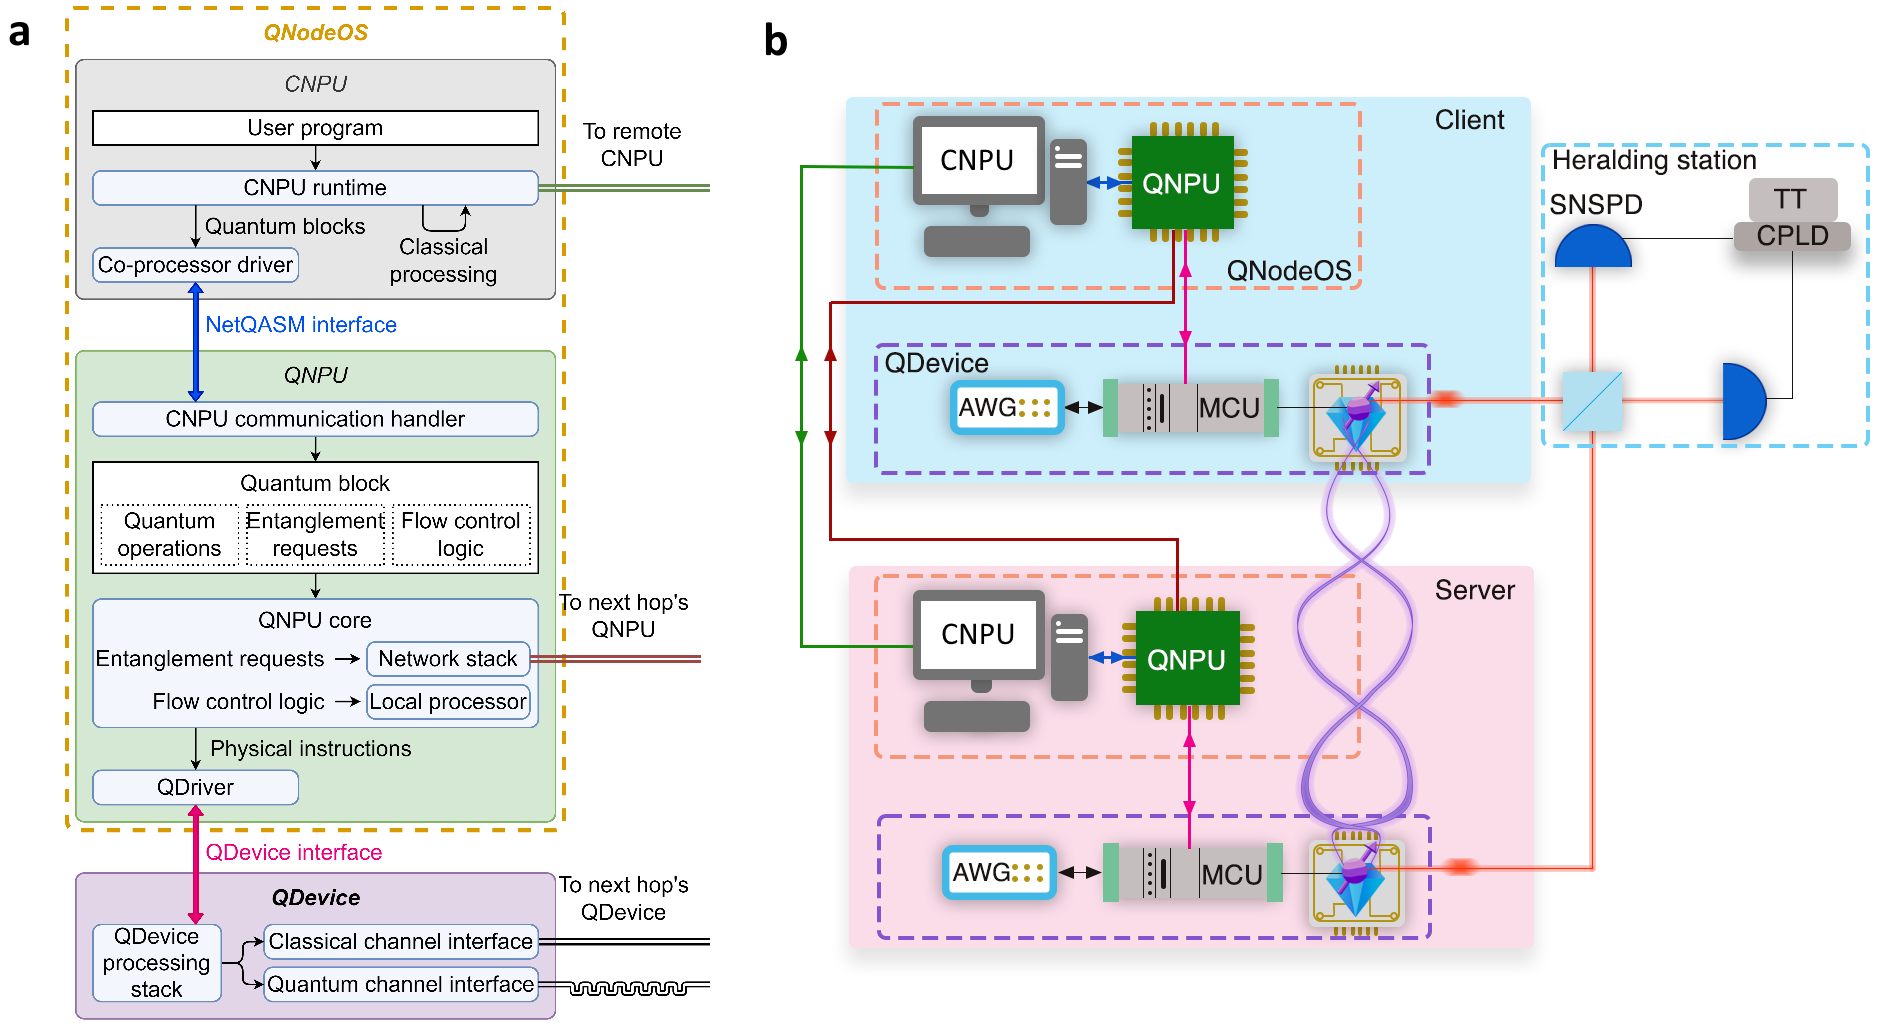 a
QNodeOS
CNPU
User program
CNPU runtime
To remote
CNPU
Quantum blocks
Classical
processing
Co-processor driver
NetQASM interface
QNPU
CNPU communication handler
Quantum block
Quantum
operations
Entanglement
requests
Flow control
logic
QNPU core
To next hop's
QNPU
Entanglement requests
Network stack
Flow control logic
Local processor
Physical instructions
QDriver
QDevice interface
QDevice
To next hop's
QDevice
QDevice
processing
stack
Classical channel interface
Quantum channel interface
b
Client
CNPU
QNPU
QNodeOS
QDevice
AWG
MCU
Heralding station
SNSPD
TT
CPLD
Server
CNPU
QNPU
AWG
MCU